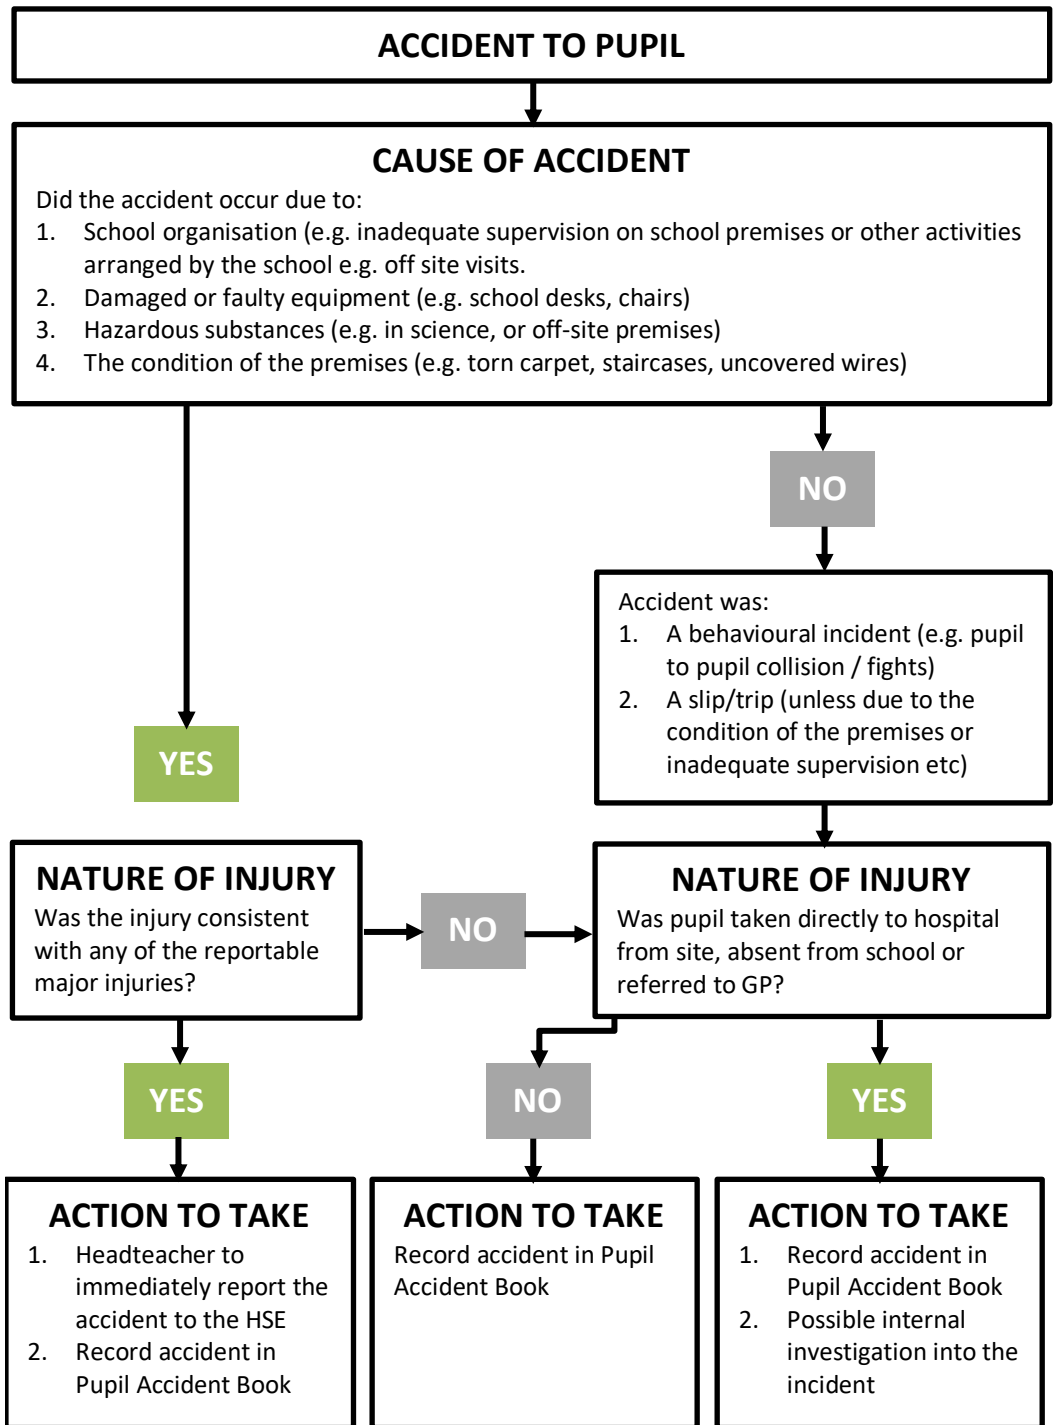 ACCIDENT TO PUPIL
CAUSE OF ACCIDENT
Did the accident occur due to:
1. School organisation (e.g. inadequate supervision on school premises or other activities
arranged by the school e.g. off site visits.
2. Damaged or faulty equipment (e.g. school desks, chairs)
3. Hazardous substances (e.g. in science, or off-site premises)
4. The condition of the premises (e.g. torn carpet, staircases, uncovered wires)
NO
Accident was:
1. A behavioural incident (e.g. pupil
to pupil collision / fights)
2. A slip/trip (unless due to the
condition of the premises or
inadequate supervision etc)
YES
NATURE OF INJURY
Was the injury consistent
with any of the reportable
major injuries?
NO
NATURE OF INJURY
Was pupil taken directly to hospital
from site, absent from school or
referred to GP?
YES
NO
YES
ACTION TO TAKE
1. Headteacher to
immediately report the
accident to the HSE
2. Record accident in
Pupil Accident Book
ACTION TO TAKE
Record accident in Pupil
Accident Book
ACTION TO TAKE
1. Record accident in
Pupil Accident Book
2. Possible internal
investigation into the
incident